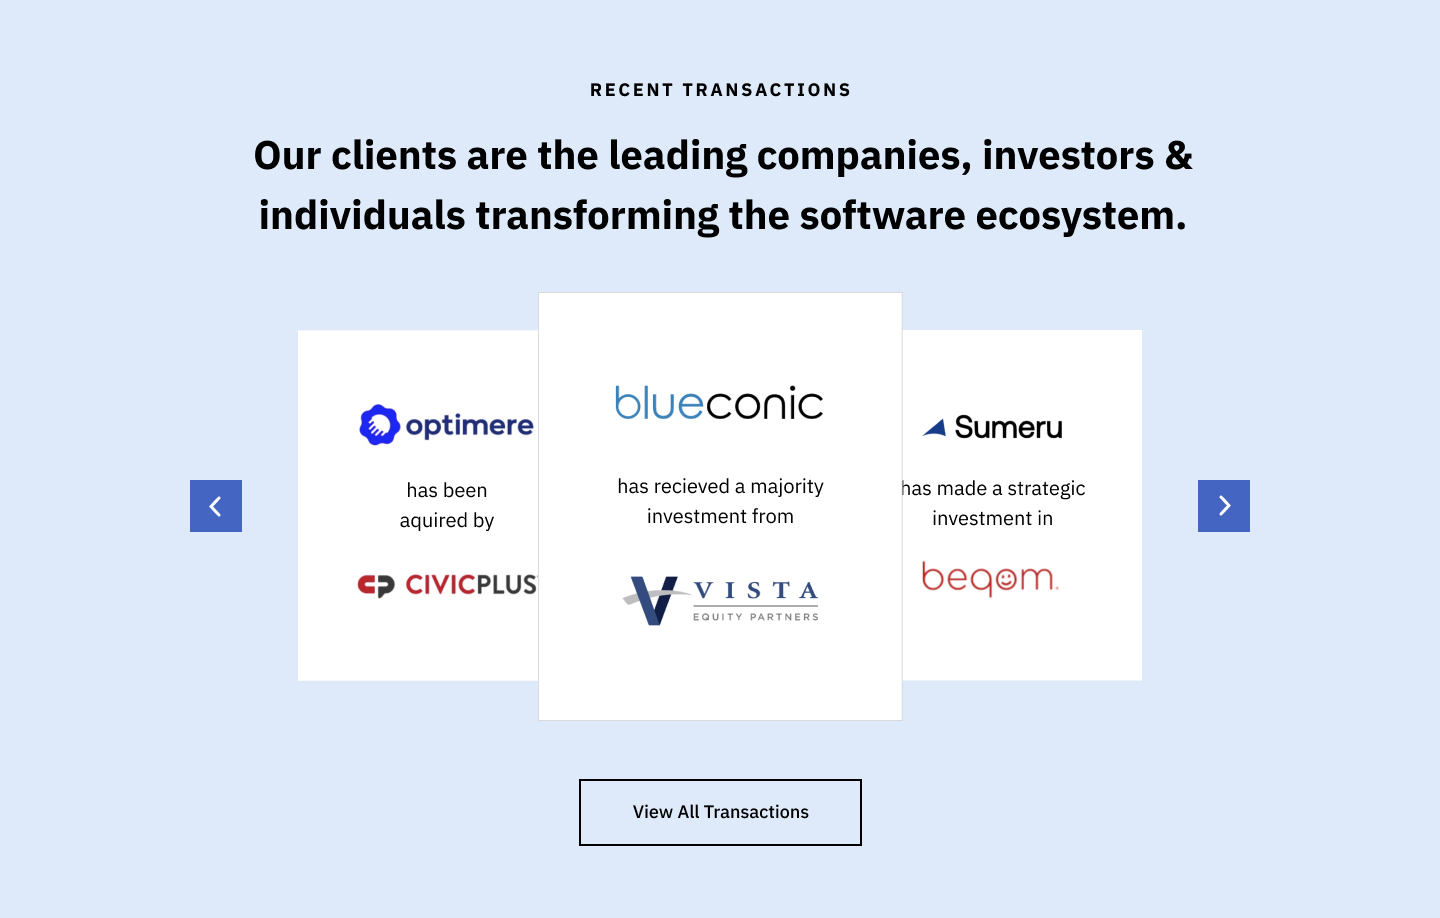 RECENT TRANSACTIONS
Our clients are the leading companies, investors &
individuals transforming the software ecosystem.
optimere
has been
aquired by
CP CIVICPLUS
blueconic
has recieved a majority
investment from
V VISTA
EQUITY PARTNERS
Sumeru
has made a strategic
investment in
beqom.
View All Transactions